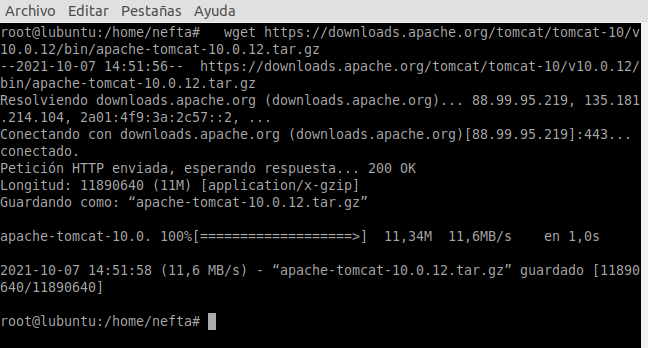 Archivo Editar Pestañas Ayuda
root@lubuntu:/home/nefta#   wget https://downloads.apache.org/tomcat/tomcat-10/v
10.0.12/bin/apache-tomcat-10.0.12.tar.gz
--2021-10-07 14:51:56--  https://downloads.apache.org/tomcat/tomcat-10/v10.0.12/
bin/apache-tomcat-10.0.12.tar.gz
Resolviendo downloads.apache.org (downloads.apache.org)... 88.99.95.219, 135.181
.214.104, 2a01:4f9:3a:2c57::2, ...
Conectando con downloads.apache.org (downloads.apache.org)[88.99.95.219]:443...
conectado.
Petición HTTP enviada, esperando respuesta... 200 OK
Longitud: 11890640 (11M) [application/x-gzip]
Guardando como: “apache-tomcat-10.0.12.tar.gz”
apache-tomcat-10.0. 100%[===================>]  11,34M  11,6MB/s    en 1,0s
2021-10-07 14:51:58 (11,6 MB/s) - “apache-tomcat-10.0.12.tar.gz” guardado [11890
640/11890640]
root@lubuntu:/home/nefta#